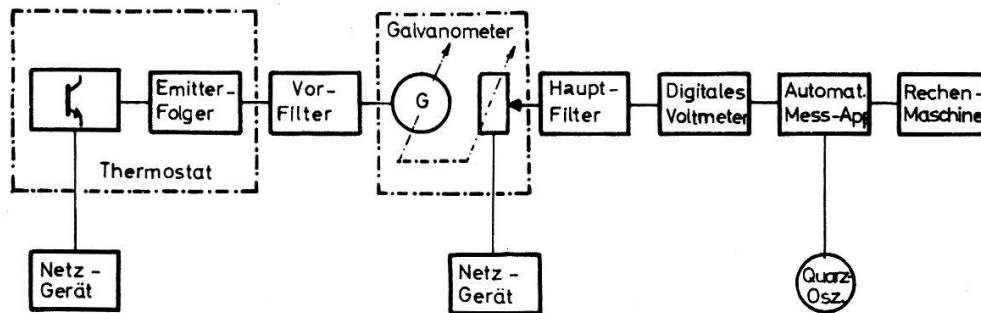 Galvanometer
Emitter-
Folger
Vor-
Filter
G
Haupt-
Filter
Digitales
Voltmeter
Automat.
Mess-App
Rechen-
Maschine
Thermostat
Netz-
Gerät
Netz-
Gerät
Quarz-
Osz.